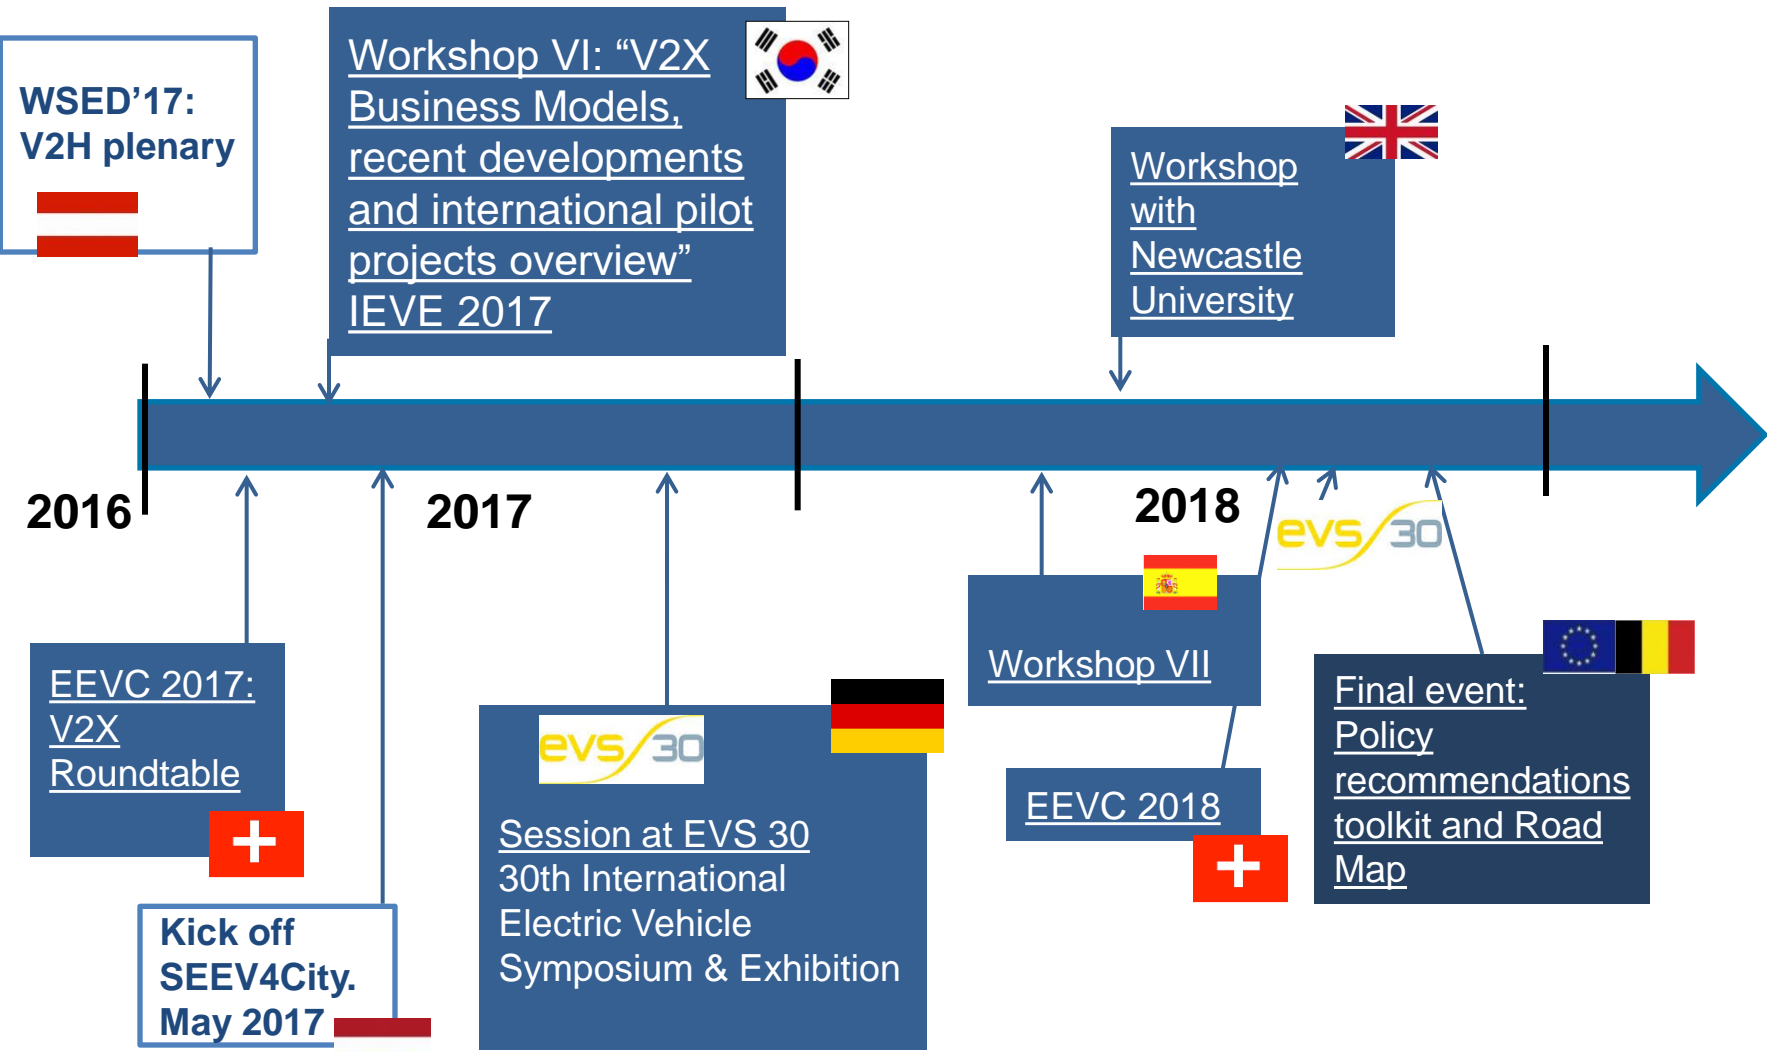 WSED’17:
V2H plenary
Workshop VI: “V2X
Business Models,
recent developments
and international pilot
projects overview”
IEVE 2017
Workshop
with
Newcastle
University
2016
2017
2018
evs 30
EEVC 2017:
V2X
Roundtable
Kick off
SEEV4City.
May 2017
evs 30
Session at EVS 30
30th International
Electric Vehicle
Symposium & Exhibition
Workshop VII
EEVC 2018
Final event:
Policy
recommendations
toolkit and Road
Map